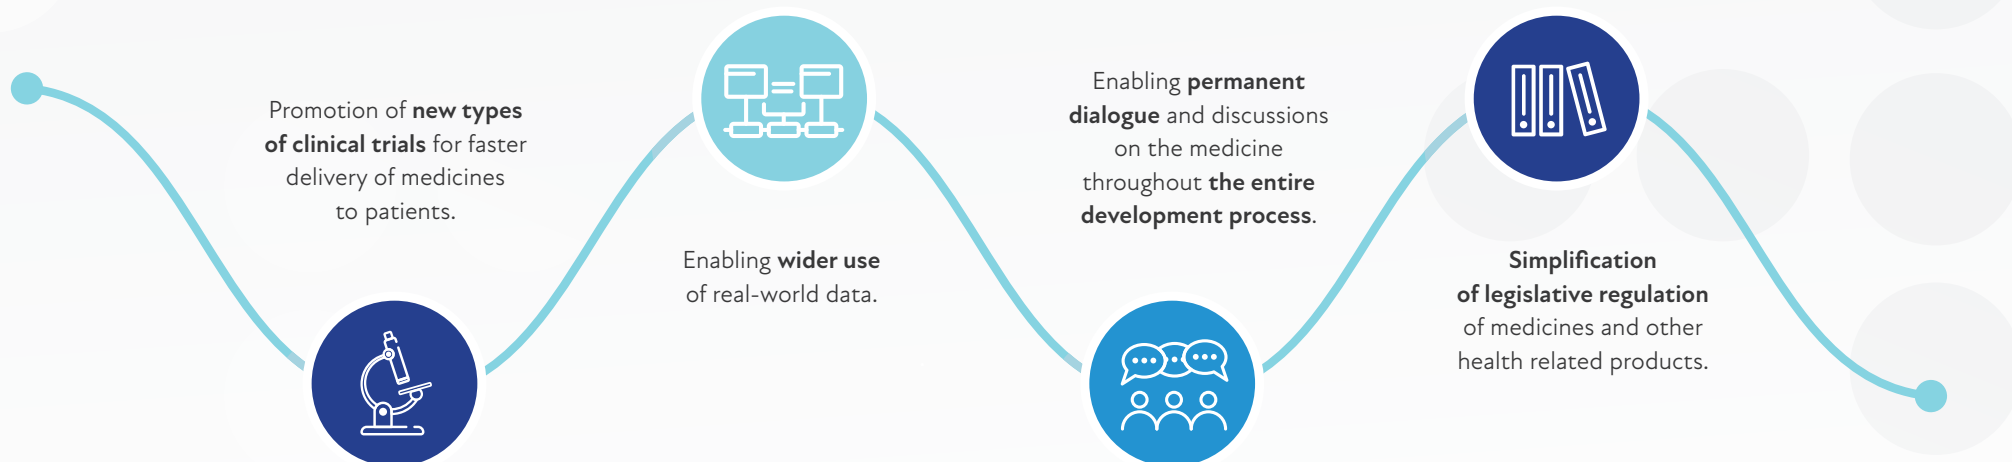 Promotion of new types
of clinical trials for faster
delivery of medicines
to patients.
Enabling wider use
of real-world data.
Enabling permanent
dialogue and discussions
on the medicine
throughout the entire
development process.
Simplification
of legislative regulation
of medicines and other
health related products.